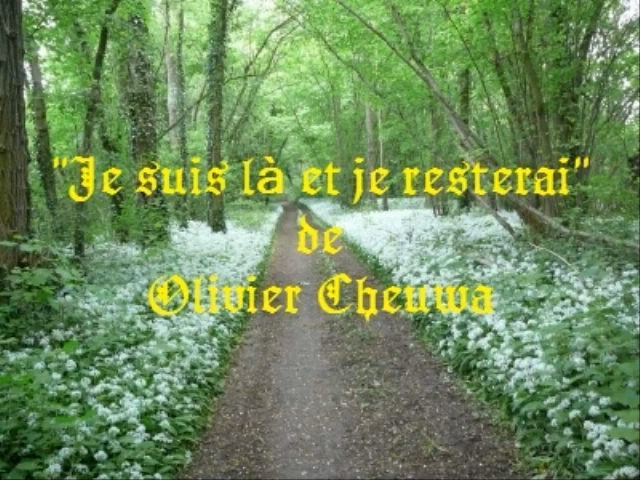 "Je suis là et je resterai"
de
Olivier Cheuwa